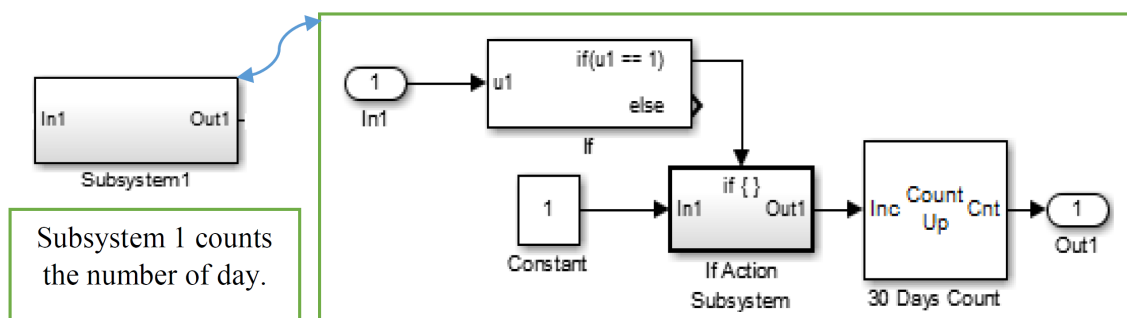 In1 Out1
Subsystem1
Subsystem 1 counts
the number of day.
1
In1
u1
if(u1 == 1)
else
If
1
Constant
if { }
In1 Out1
If Action
Subsystem
Inc Count Up Cnt
30 Days Count
1
Out1